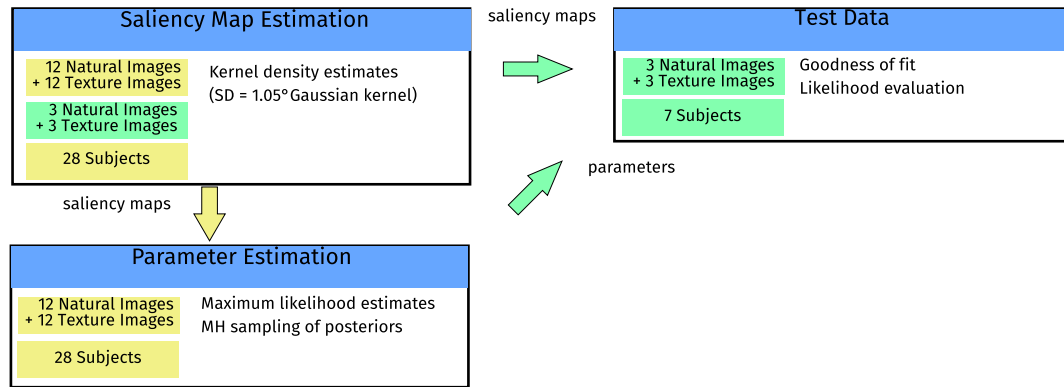 Saliency Map Estimation
12 Natural Images
+ 12 Texture Images
3 Natural Images
+ 3 Texture Images
28 Subjects
Kernel density estimates
(SD = 1.05° Gaussian kernel)
saliency maps
Test Data
3 Natural Images
+ 3 Texture Images
7 Subjects
Goodness of fit
Likelihood evaluation
parameters
saliency maps
Parameter Estimation
12 Natural Images
+ 12 Texture Images
28 Subjects
Maximum likelihood estimates
MH sampling of posteriors